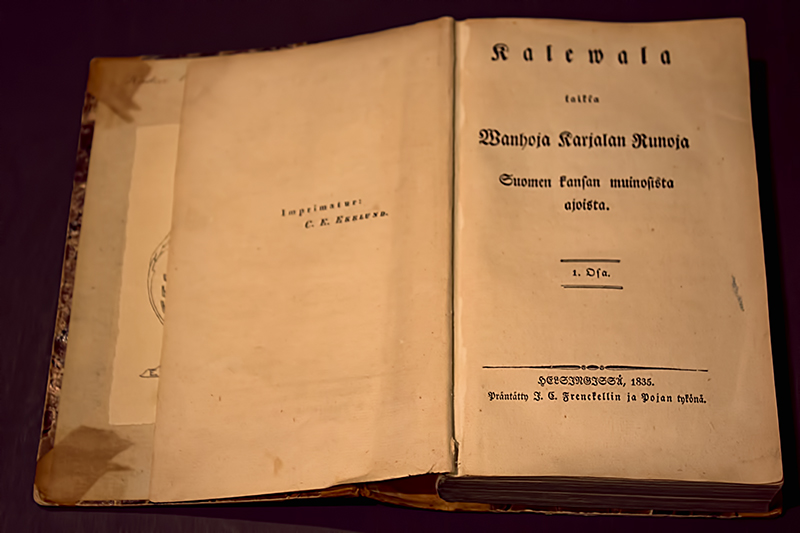 Imprimatur:
C. E. EKELUND.
Kalewala
taikka
Wanhoja Karjalan Runoja
Suomen kansan muinosista
ajoista.
1. Osa.
HELSINGISSÄ, 1835.
Präntätty J. C. Frenckellin ja Pojan tykönä.